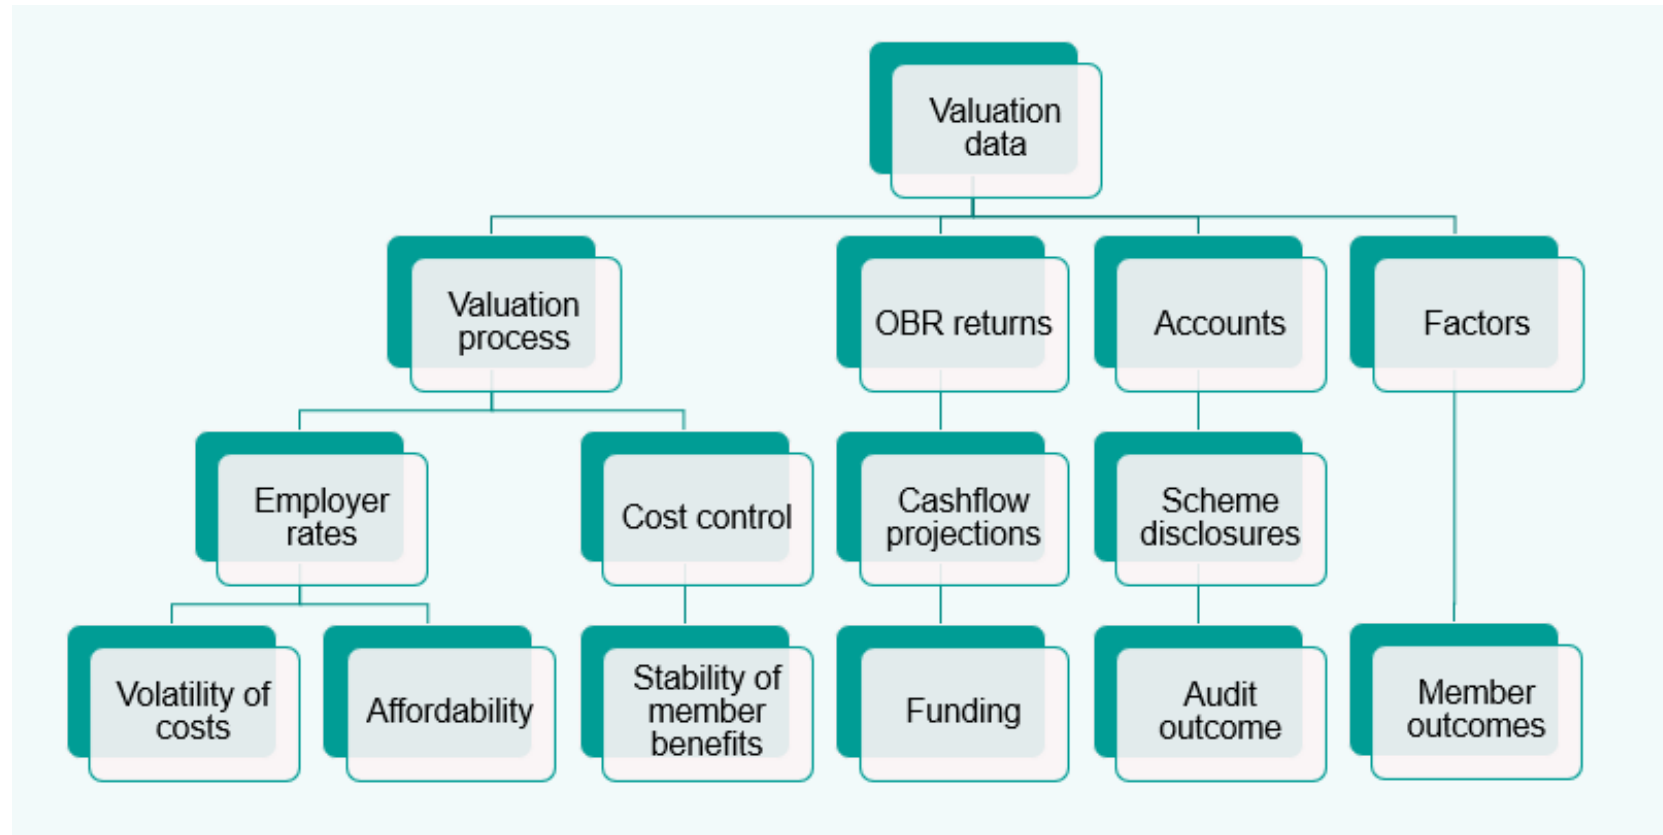 Valuation
data
Valuation
process
OBR returns
Accounts
Factors
Employer
rates
Cost control
Cashflow
projections
Scheme
disclosures
Volatility of
costs
Affordability
Stability of
member
benefits
Funding
Audit
outcome
Member
outcomes